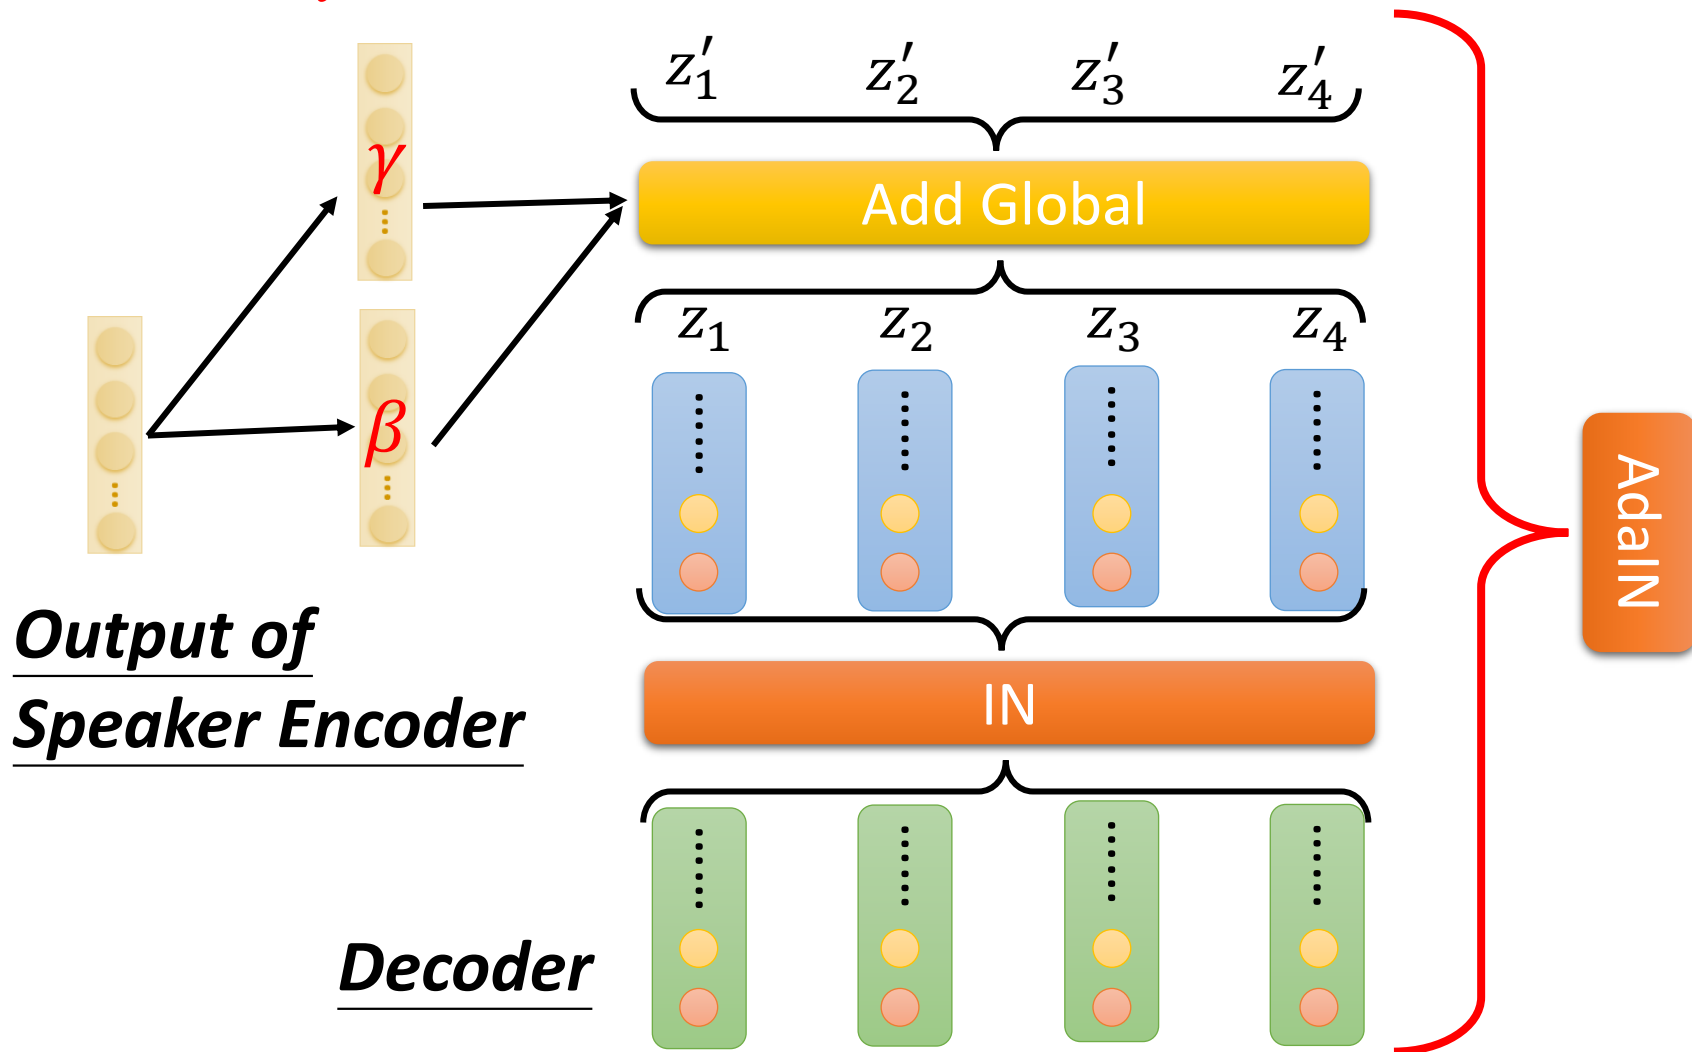 z′₁ z′₂ z′₃ z′₄
γ
Add Global
z₁ z₂ z₃ z₄
β
AdaIN
Output of
Speaker Encoder
IN
Decoder